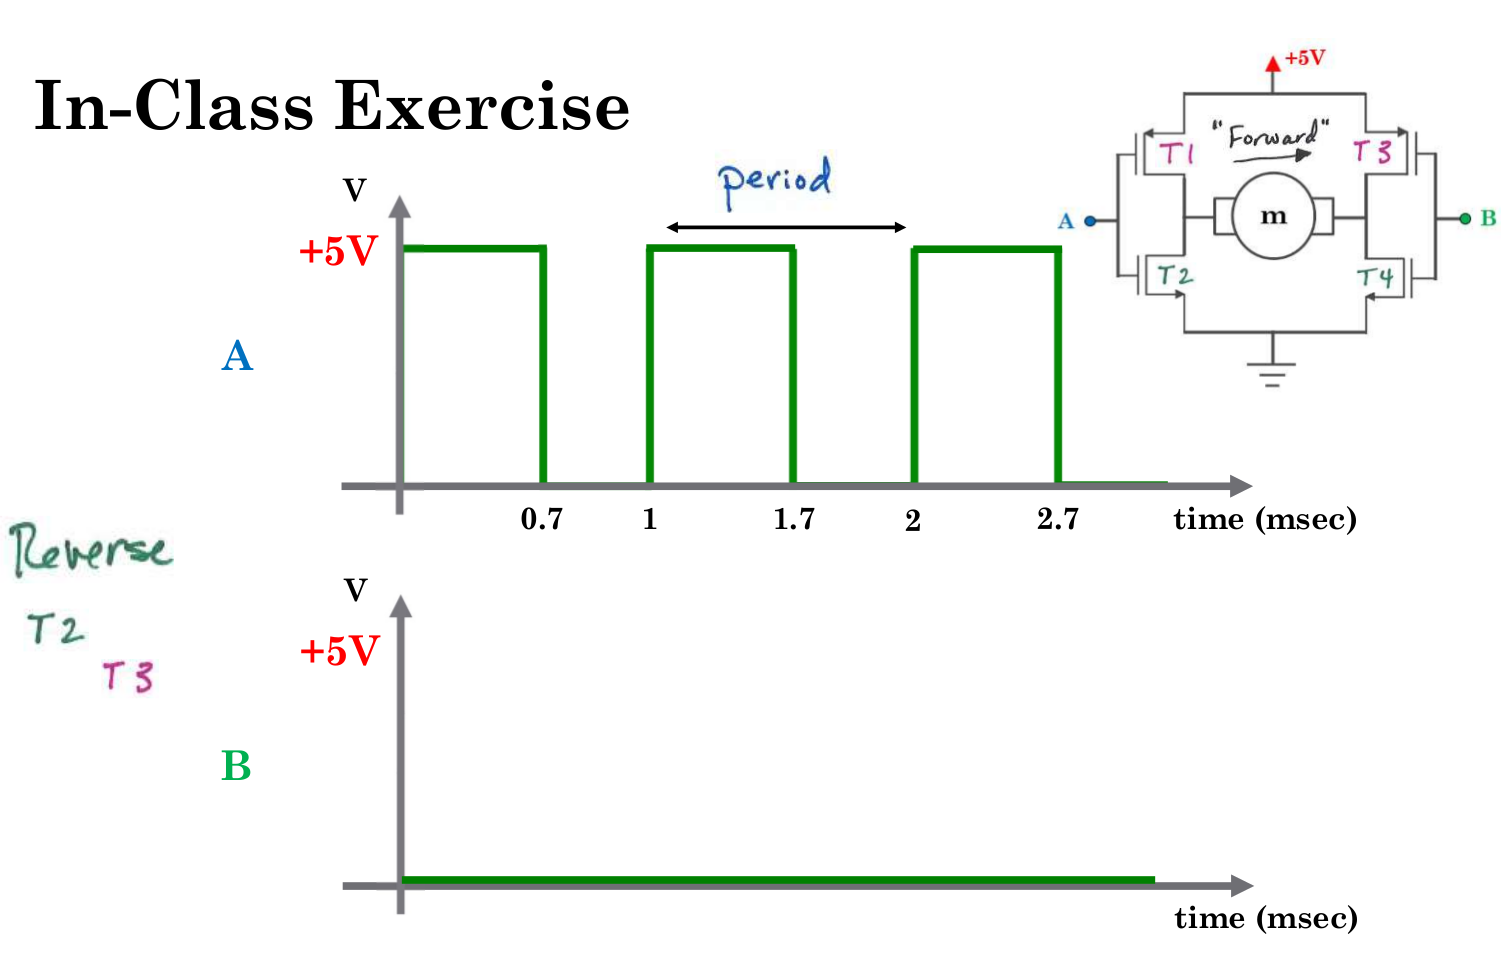 In-Class Exercise
+5V
"Forward"
T1
T3
A
m
B
T2
T4
period
V
+5V
A
0.7
1
1.7
2
2.7
time (msec)
Reverse
T2
T3
V
+5V
B
time (msec)